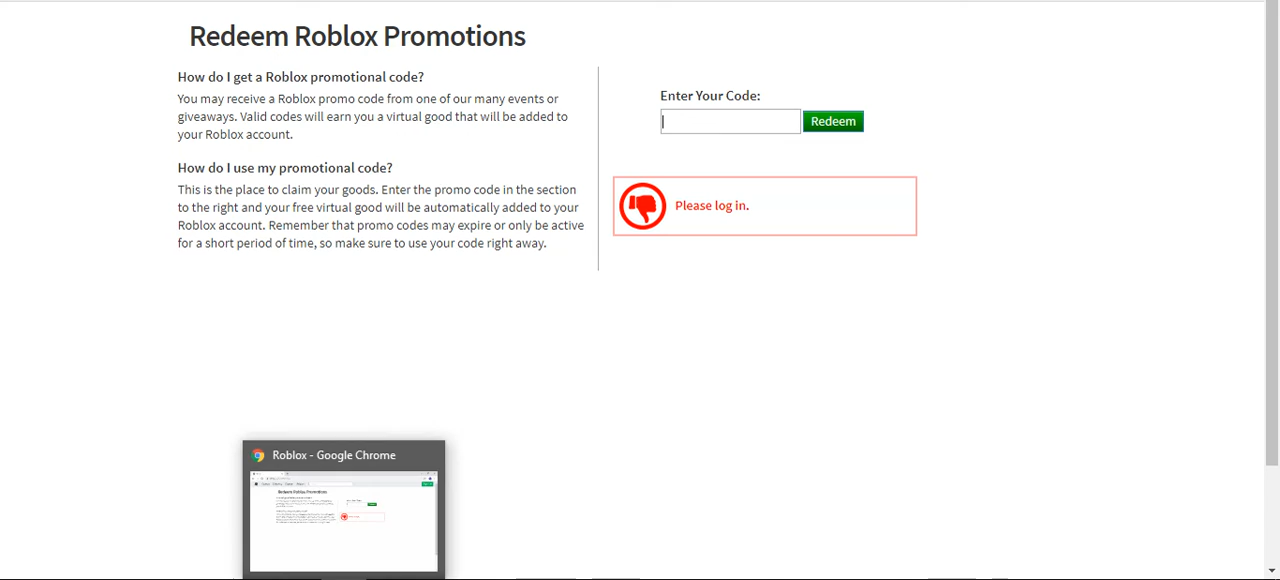 Redeem Roblox Promotions
How do I get a Roblox promotional code?
You may receive a Roblox promo code from one of our many events or
giveaways. Valid codes will earn you a virtual good that will be added to
your Roblox account.
How do I use my promotional code?
This is the place to claim your goods. Enter the promo code in the section
to the right and your free virtual good will be automatically added to your
Roblox account. Remember that promo codes may expire or only be active
for a short period of time, so make sure to use your code right away.
Enter Your Code:
Redeem
Please log in.
Roblox - Google Chrome
Redeem Roblox Promotions